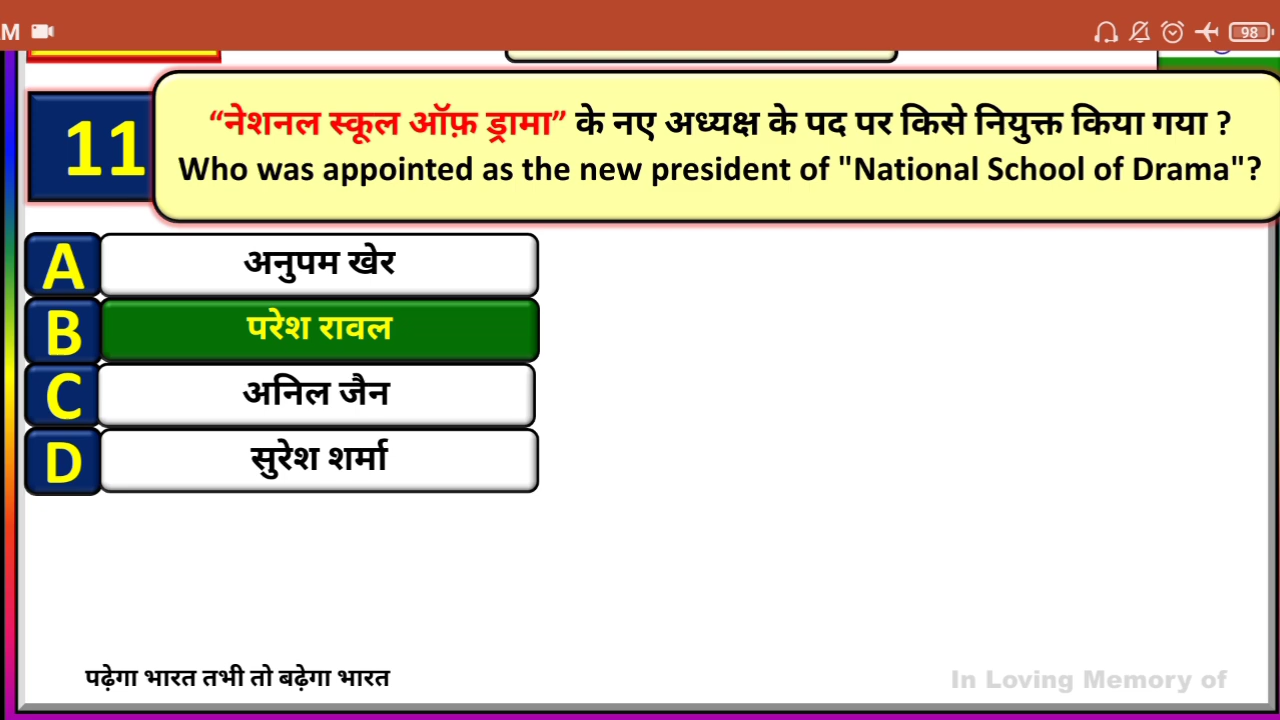 M
98
11
“नेशनल स्कूल ऑफ़ ड्रामा” के नए अध्यक्ष के पद पर किसे नियुक्त किया गया ?
Who was appointed as the new president of "National School of Drama"?
A
अनुपम खेर
B
परेश रावल
C
अनिल जैन
D
सुरेश शर्मा
पढ़ेगा भारत तभी तो बढ़ेगा भारत
In Loving Memory of